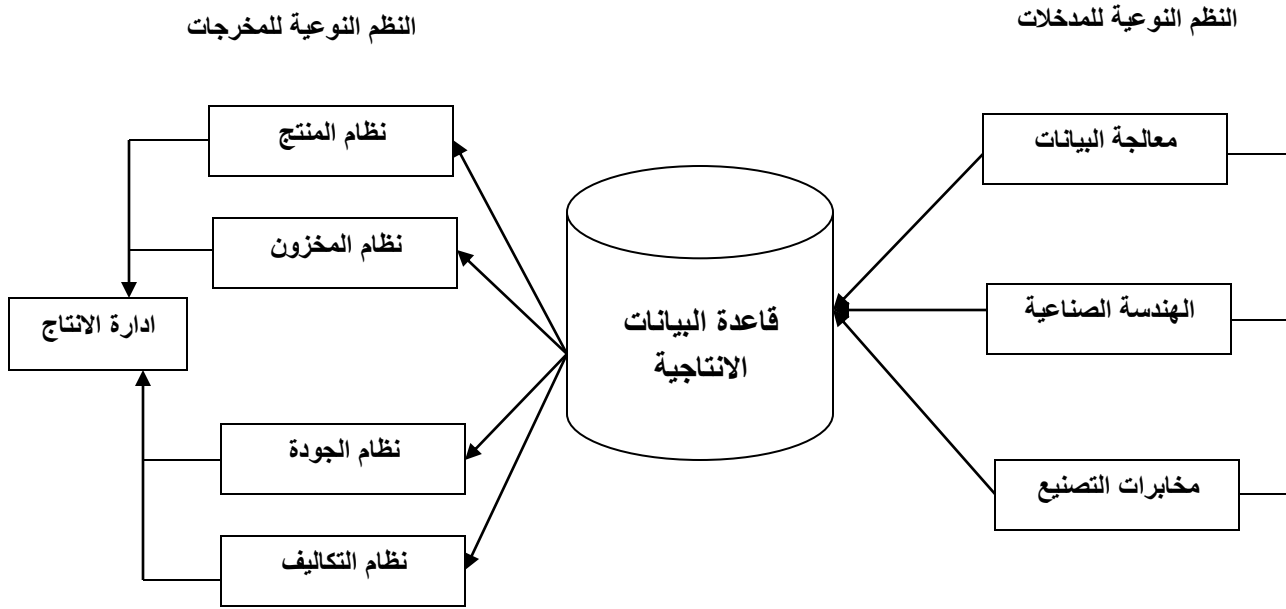 النظم النوعية للمدخلات
النظم النوعية للمخرجات
معالجة البيانات
الهندسة الصناعية
مخابرات التصنيع
قاعدة البيانات
الانتاجية
نظام المنتج
نظام المخزون
نظام الجودة
نظام التكاليف
ادارة الانتاج